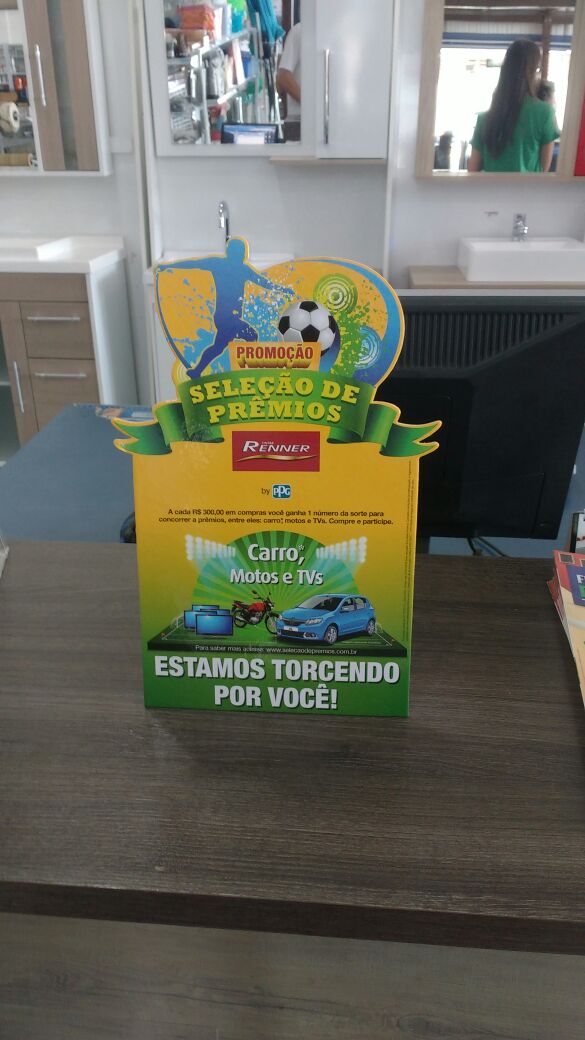 PROMOÇÃO
SELEÇÃO DE
PRÊMIOS
RENNER
by PPG
A cada R$ 300,00 em compras você ganha 1 número da sorte para
concorrer a prêmios, entre eles: carro*, motos e TVs. Compre e participe.
Carro*,
Motos e TVs
Para saber mais acesse: www.selecaodepremios.com.br
ESTAMOS TORCENDO
POR VOCÊ!